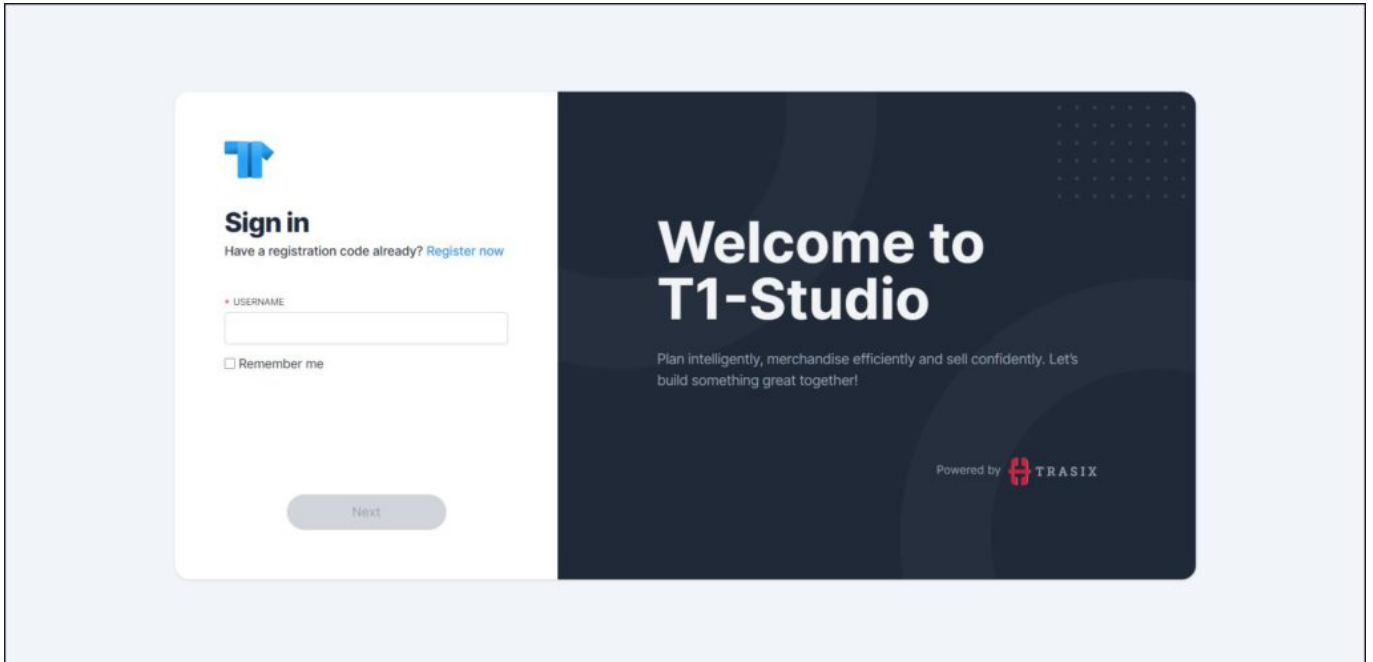 Sign in
Have a registration code already? Register now
* USERNAME
Remember me
Next
Welcome to
T1-Studio
Plan intelligently, merchandise efficiently and sell confidently. Let's
build something great together!
Powered by TRASIX